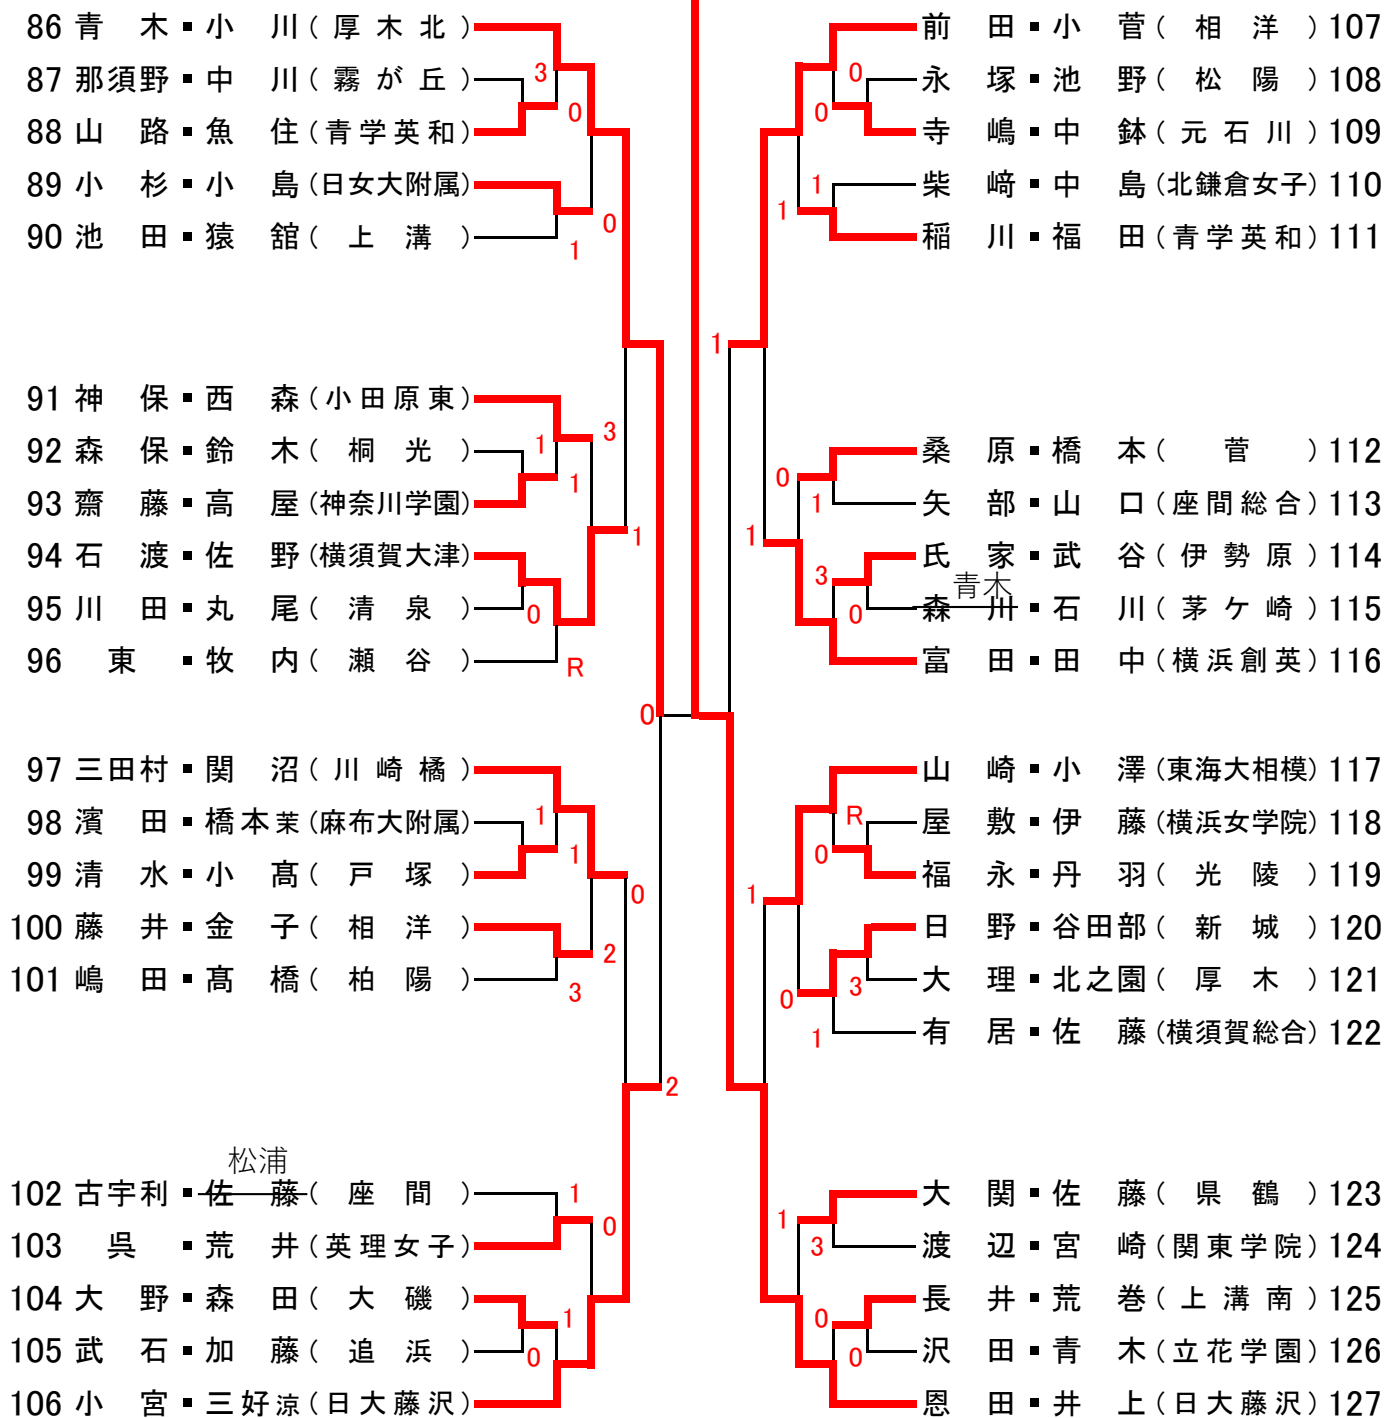 86 青木・小川(厚木北)
87 那須野・中川(霧が丘)
3
0
88 山路・魚住(青学英和)
89 小杉・小島(日女大附属)
0
90 池田・猿舘(上溝)
1
91 神保・西森(小田原東)
3
92 森保・鈴木(桐光)
1
1
93 齋藤・高屋(神奈川学園)
94 石渡・佐野(横須賀大津)
1
95 川田・丸尾(清泉)
0
96 東・牧内(瀬谷)
R
0
97 三田村・関沼(川崎橘)
98 濱田・橋本茉(麻布大附属)
1
1
99 清水・小髙(戸塚)
0
100 藤井・金子(相洋)
2
101 嶋田・髙橋(柏陽)
3
2
松浦
102 古宇利・佐藤(座間)
1
0
103 呉・荒井(英理女子)
104 大野・森田(大磯)
1
105 武石・加藤(追浜)
0
106 小宮・三好涼(日大藤沢)
前田・小菅(相洋)107
0
永塚・池野(松陽)108
0
寺嶋・中鉢(元石川)109
1
柴﨑・中島(北鎌倉女子)110
1
稲川・福田(青学英和)111
1
桑原・橋本(菅)112
0
1
矢部・山口(座間総合)113
1
氏家・武谷(伊勢原)114
3
青木
0
森川・石川(茅ケ崎)115
富田・田中(横浜創英)116
山崎・小澤(東海大相模)117
R
屋敷・伊藤(横浜女学院)118
0
福永・丹羽(光陵)119
1
日野・谷田部(新城)120
大理・北之園(厚木)121
3
0
1
有居・佐藤(横須賀総合)122
大関・佐藤(県鶴)123
1
3
渡辺・宮崎(関東学院)124
長井・荒巻(上溝南)125
0
0
沢田・青木(立花学園)126
恩田・井上(日大藤沢)127